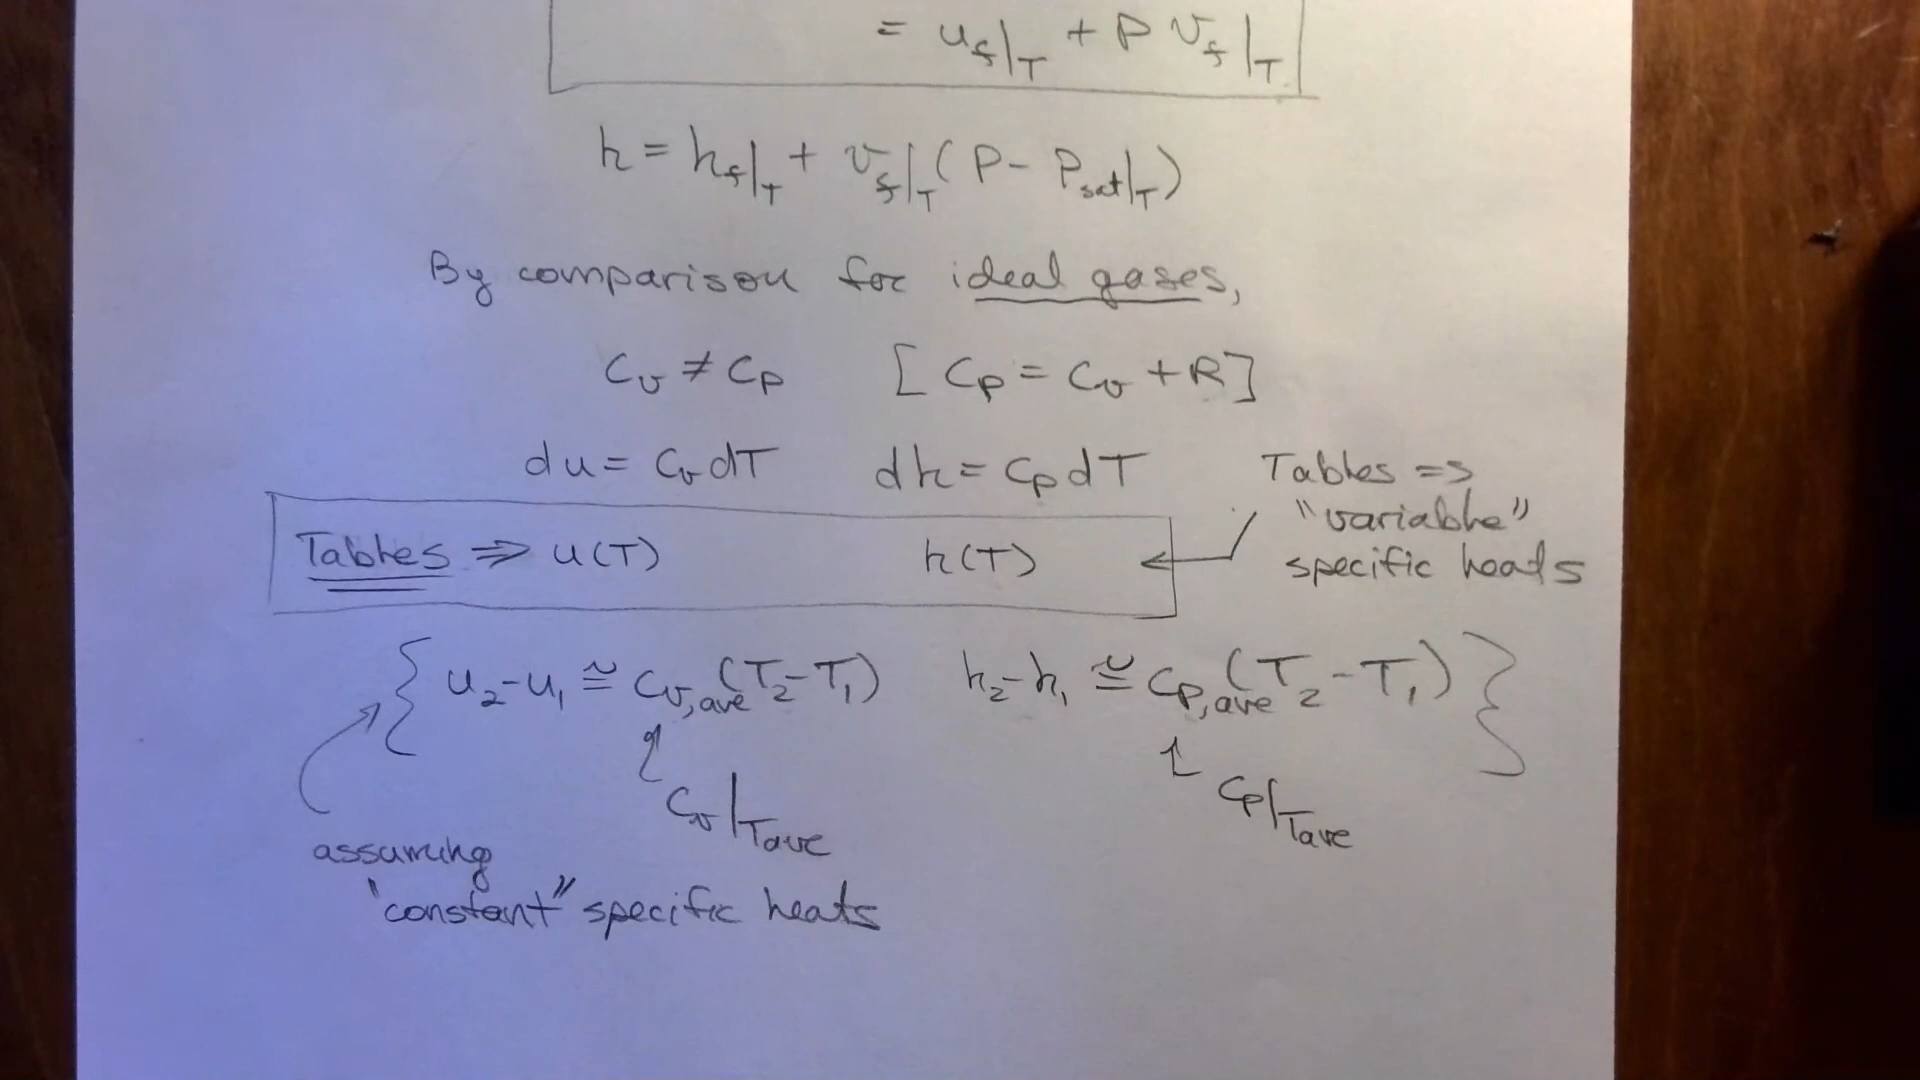 = u_f|_T + P v_f|_T
h = h_f|_T + v_f|_T (P - P_sat|_T)
By comparison for ideal gases,
c_v ≠ c_p [c_p = c_v + R]
du = c_v dT dh = c_p dT
Tables =>
"variable"
specific heats
Tables => u(T) h(T)
{ u_2 - u_1 ≅ c_v,ave (T_2 - T_1) h_2 - h_1 ≅ c_p,ave (T_2 - T_1) }
c_v|_Tave c_p|_Tave
assuming
"constant" specific heats